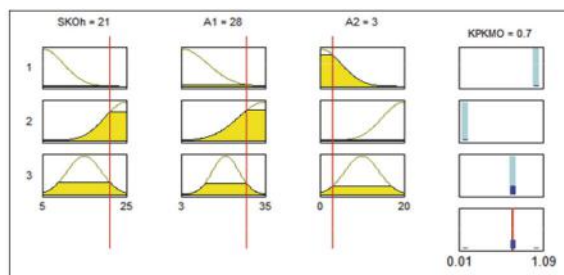 SKOh = 21 A1 = 28 A2 = 3 KPKMO = 0.7
1
2
3
5 25 3 35 0 20
0.01 1.09